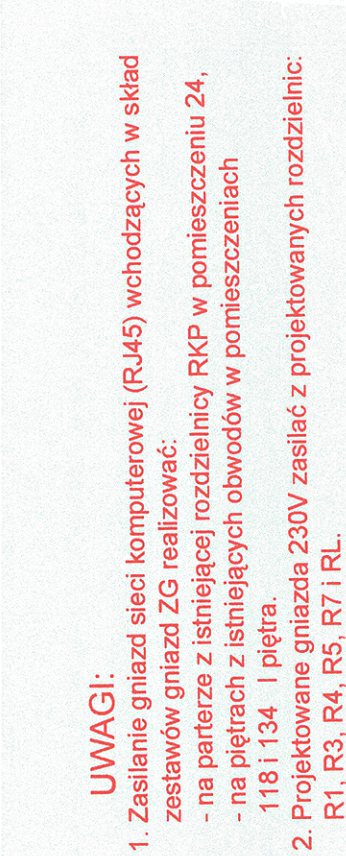 UWAGI:
1. Zasilanie gniazd sieci komputerowej (RJ45) wchodzących w skład
zestawów gniazd ZG realizować:
- na parterze z istniejącej rozdzielnicy RKP w pomieszczeniu 24,
- na piętrach z istniejących obwodów w pomieszczeniach
118 i 134 I piętra.
2. Projektowane gniazda 230V zasilać z projektowanych rozdzielnic:
R1, R3, R4, R5, R7 i RL.